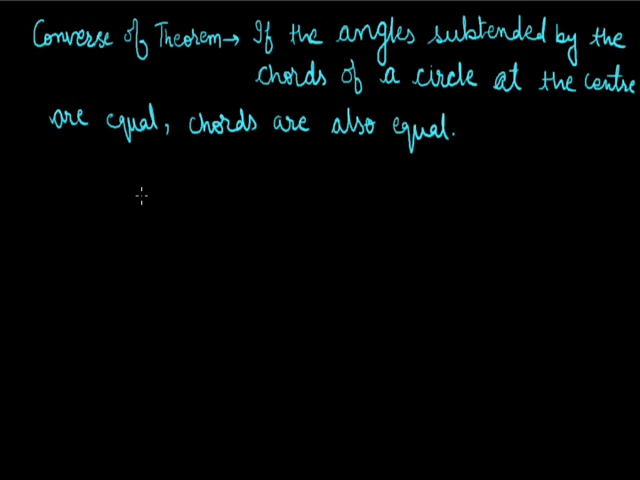 Converse of Theorem→ If the angles subtended by the
chords of a circle at the centre
are equal, chords are also equal.